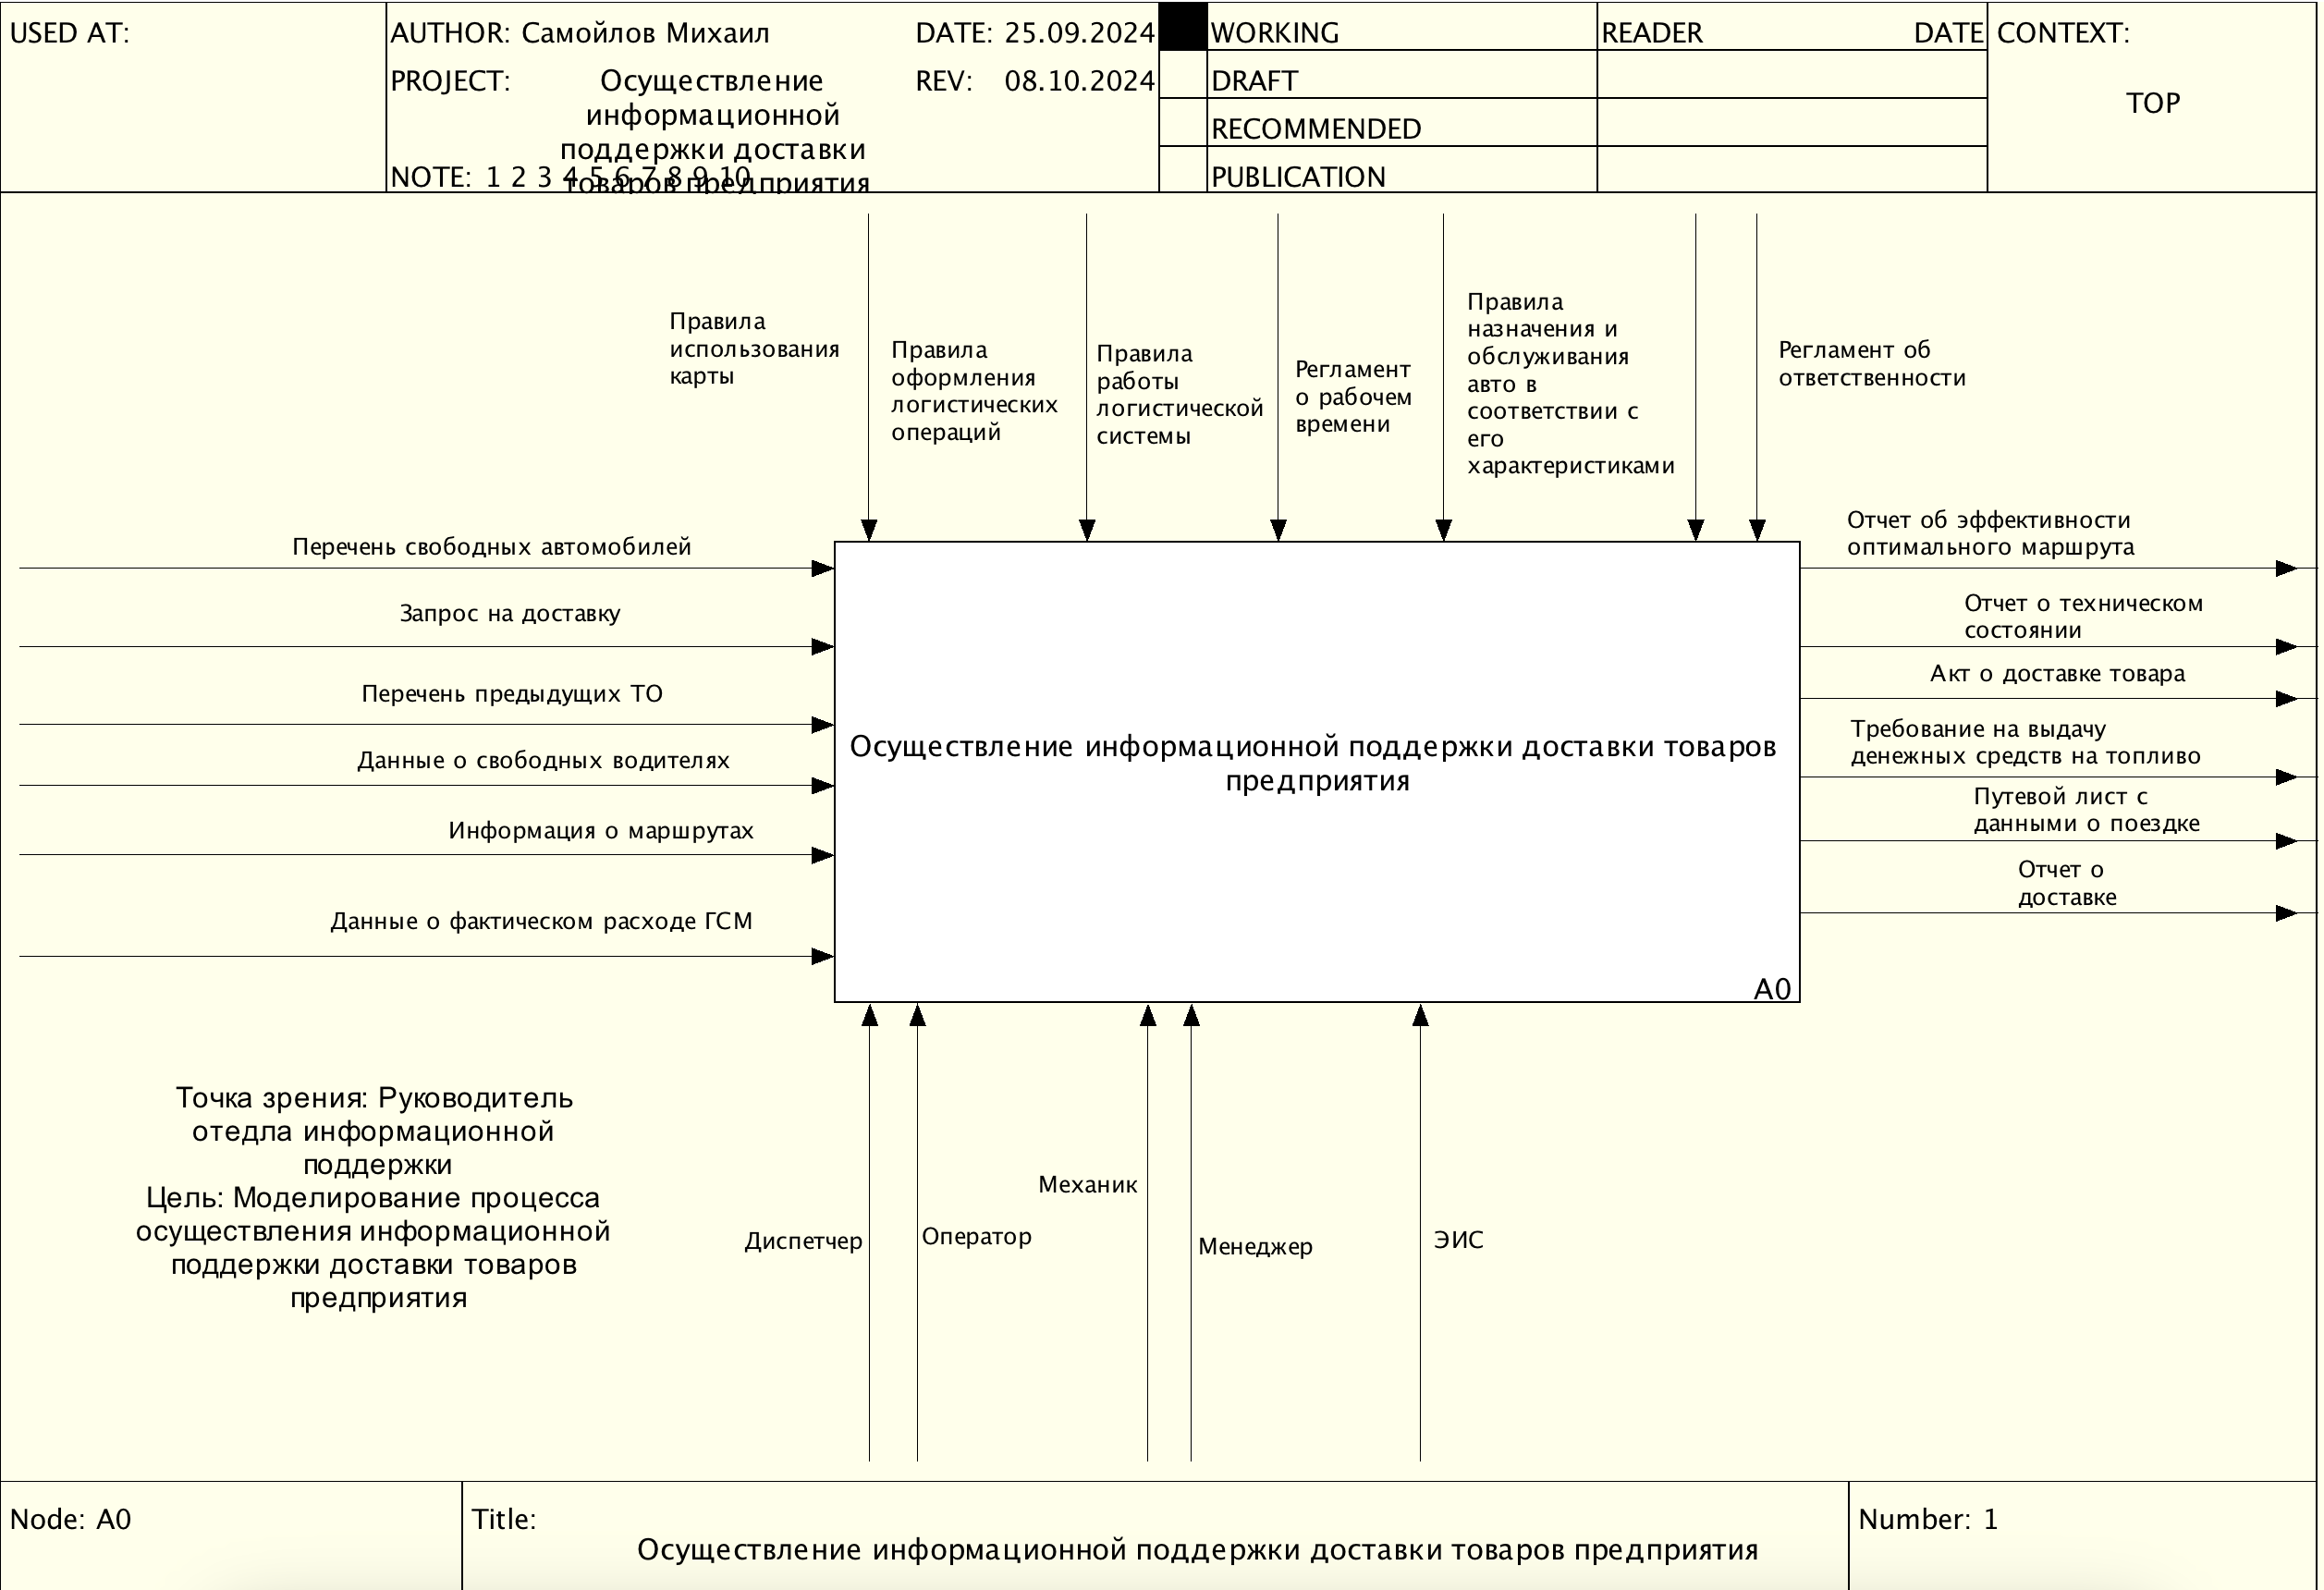 USED AT:
AUTHOR: Самойлов Михаил
DATE: 25.09.2024
PROJECT:
Осуществление
информационной
поддержки доставки
товаров предприятия
REV: 08.10.2024
NOTE: 1 2 3 4 5 6 7 8 9 10
WORKING
DRAFT
RECOMMENDED
PUBLICATION
READER DATE
CONTEXT:
TOP
Правила
использования
карты
Правила
оформления
логистических
операций
Правила
работы
логистической
системы
Регламент
о рабочем
времени
Правила
назначения и
обслуживания
авто в
соответствии с
его
характеристиками
Регламент об
ответственности
Перечень свободных автомобилей
Запрос на доставку
Перечень предыдущих ТО
Данные о свободных водителях
Информация о маршрутах
Данные о фактическом расходе ГСМ
Осуществление информационной поддержки доставки товаров
предприятия
A0
Отчет об эффективности
оптимального маршрута
Отчет о техническом
состоянии
Акт о доставке товара
Требование на выдачу
денежных средств на топливо
Путевой лист с
данными о поездке
Отчет о
доставке
Точка зрения: Руководитель
отедла информационной
поддержки
Цель: Моделирование процесса
осуществления информационной
поддержки доставки товаров
предприятия
Диспетчер
Оператор
Механик
Менеджер
ЭИС
Node: A0
Title:
Осуществление информационной поддержки доставки товаров предприятия
Number: 1